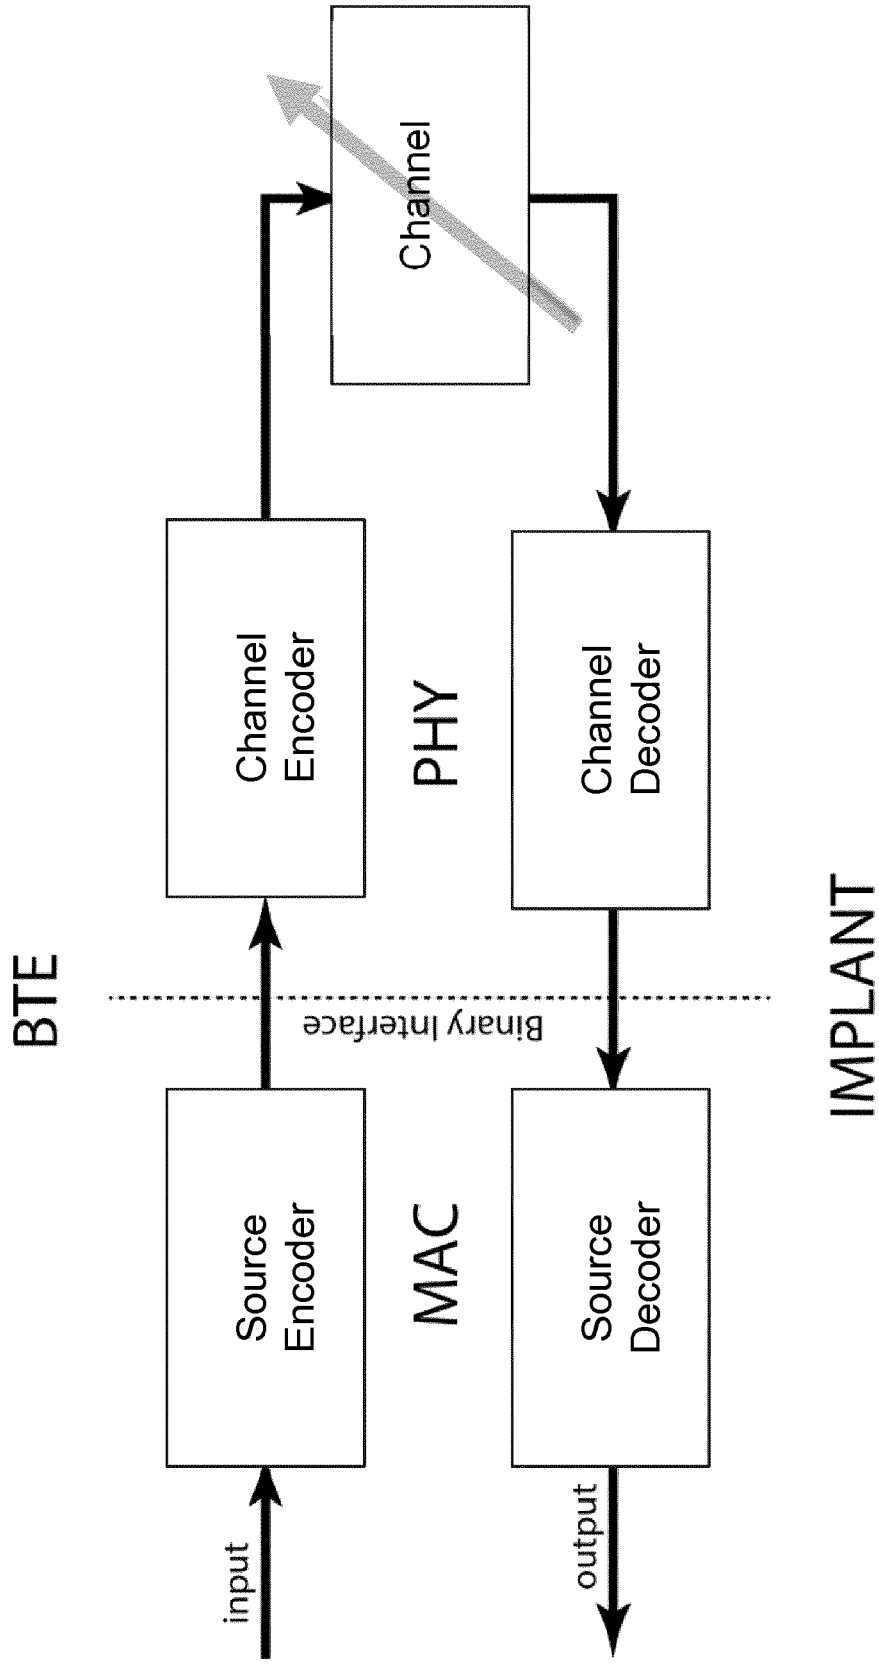 BTE
input
Source
Encoder
Channel
Encoder
Channel
MAC
Binary Interface
PHY
output
Source
Decoder
Channel
Decoder
IMPLANT